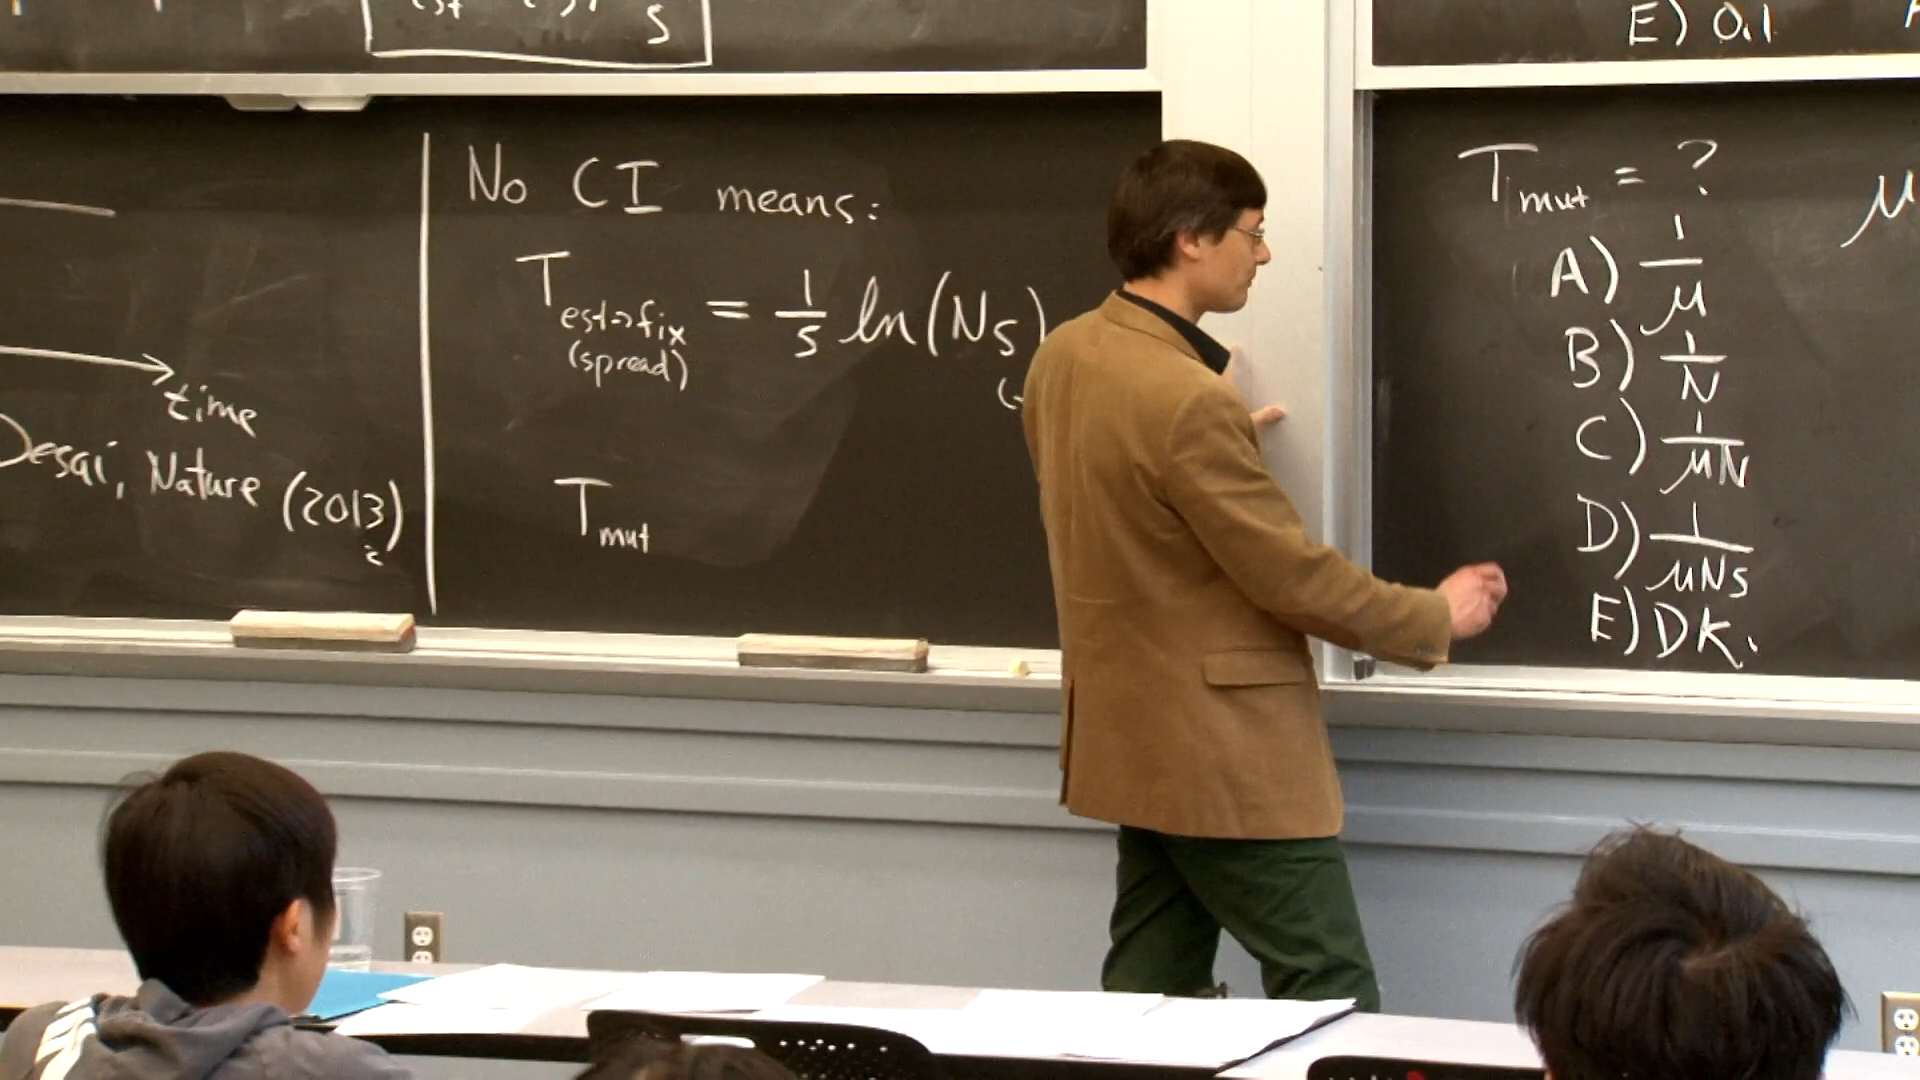 s
E) 0.1
No CI means:
T est→fix = 1/s ln(Ns)
(spread)
T mut
time
Desai, Nature (2013)
T mut = ?
A) 1/μ
B) 1/N
C) 1/μN
D) 1/μNs
E) DK.
μ